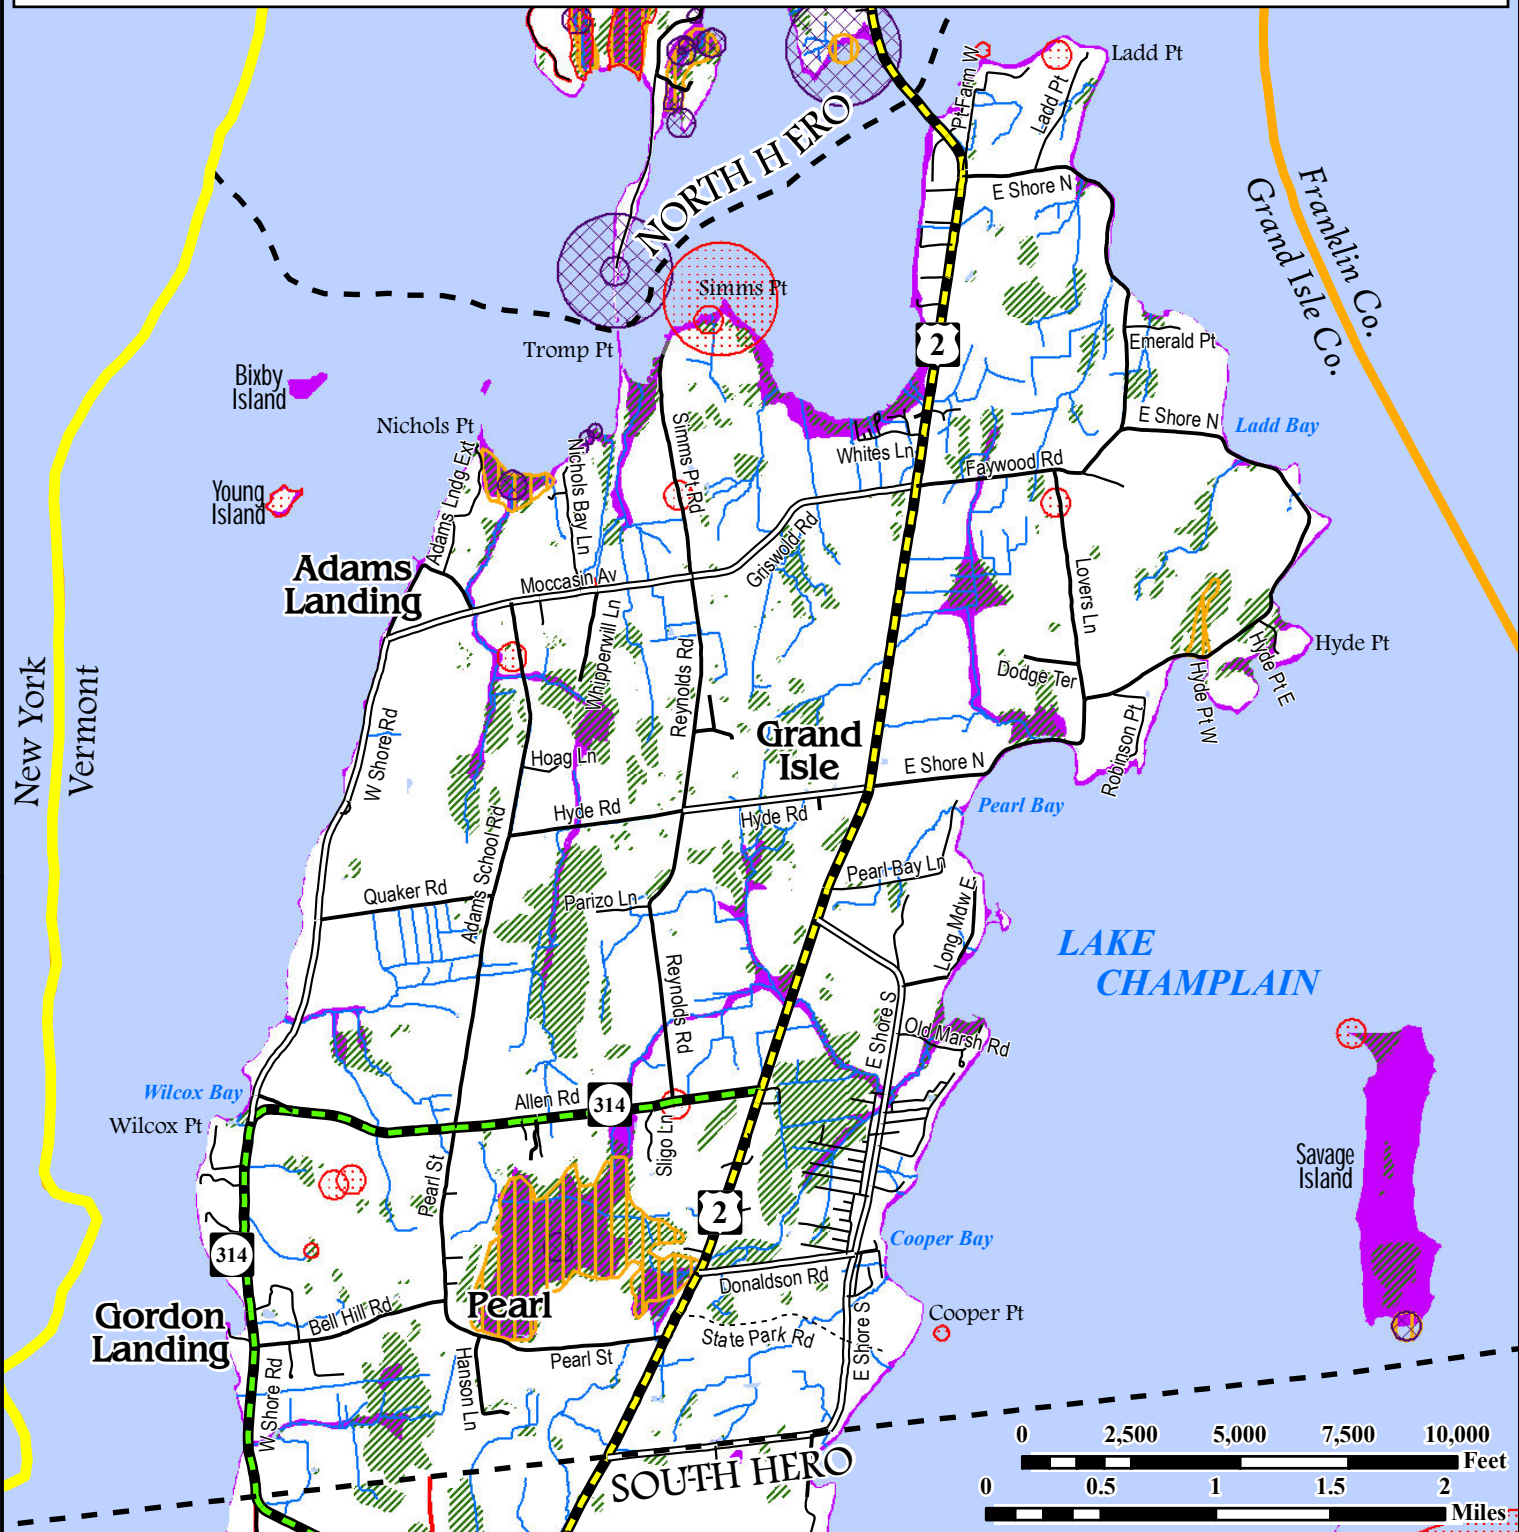 Ladd Pt
Pt Farm W
Ladd Pt
NORTH HERO
E Shore N
Franklin Co.
Grand Isle Co.
Simms Pt
Tromp Pt
2
Emerald Pt
Bixby
Island
Nichols Pt
E Shore N
Ladd Bay
Simms Pt Rd
Whites Ln
Faywood Rd
Adams Lndg Ext
Nichols Bay Ln
Young
Island
Griswold Rd
Adams
Landing
Moccasin Av
Lovers Ln
Whipperwill Ln
Reynolds Rd
Hyde Pt
Hyde Pt E
Hyde Pt W
Dodge Ter
Robinson Pt
New York
Vermont
W Shore Rd
Grand
Isle
Hoag Ln
E Shore N
Hyde Rd
Hyde Rd
Pearl Bay
Adams School Rd
Pearl Bay Ln
Quaker Rd
Parizo Ln
Long Mdw E
LAKE
CHAMPLAIN
Reynolds Rd
E Shore S
Old Marsh Rd
Wilcox Bay
Wilcox Pt
Allen Rd
314
Sligo Ln
Pearl St
Savage
Island
2
314
Cooper Bay
Donaldson Rd
Pearl
Cooper Pt
Gordon
Landing
Bell Hill Rd
State Park Rd
E Shore S
Pearl St
Hanson Ln
W Shore Rd
SOUTH HERO
0 2,500 5,000 7,500 10,000
Feet
0 0.5 1 1.5 2
Miles